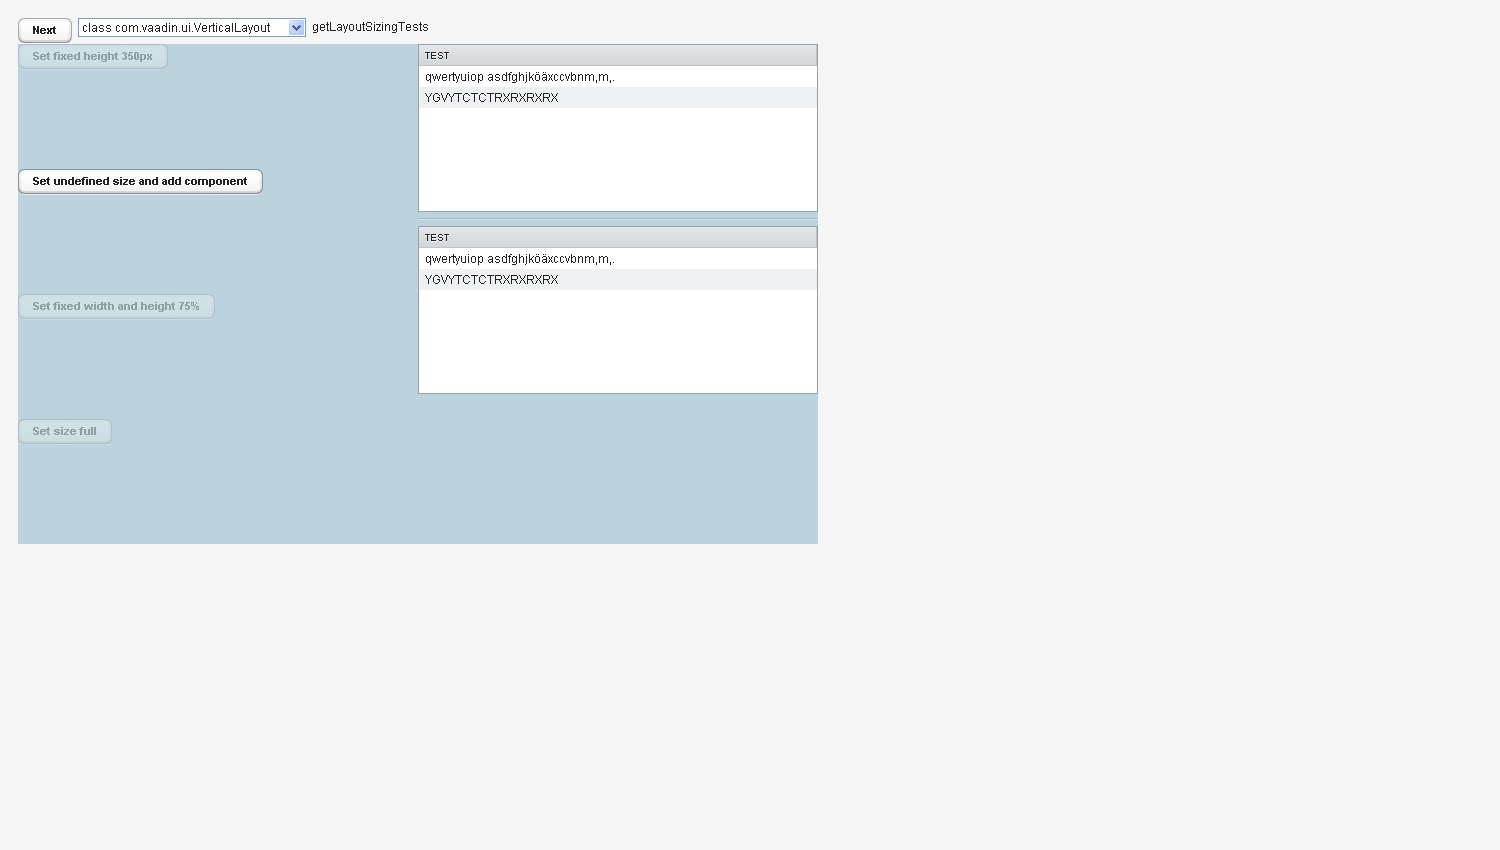 Next
class com.vaadin.ui.VerticalLayout
getLayoutSizingTests
Set fixed height 350px
Set undefined size and add component
Set fixed width and height 75%
Set size full
TEST
qwertyuiop asdfghjköäxccvbnm,m,.
YGVYTCTCTRXRXRXRX
TEST
qwertyuiop asdfghjköäxccvbnm,m,.
YGVYTCTCTRXRXRXRX